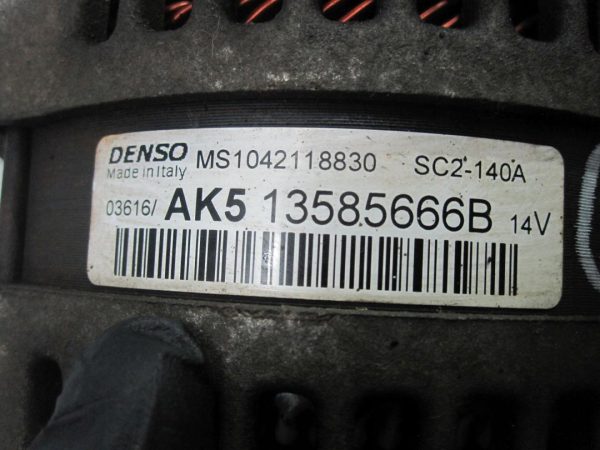 DENSO MS1042118830 SC2-140A
Made in Italy
03616/ AK5 13585666B 14V